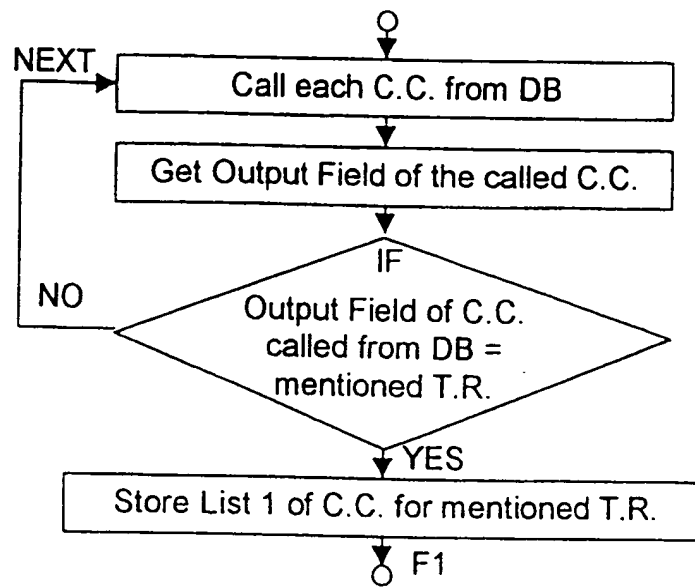 NEXT
Call each C.C. from DB
Get Output Field of the called C.C.
IF
NO
Output Field of C.C.
called from DB =
mentioned T.R.
YES
Store List 1 of C.C. for mentioned T.R.
F1